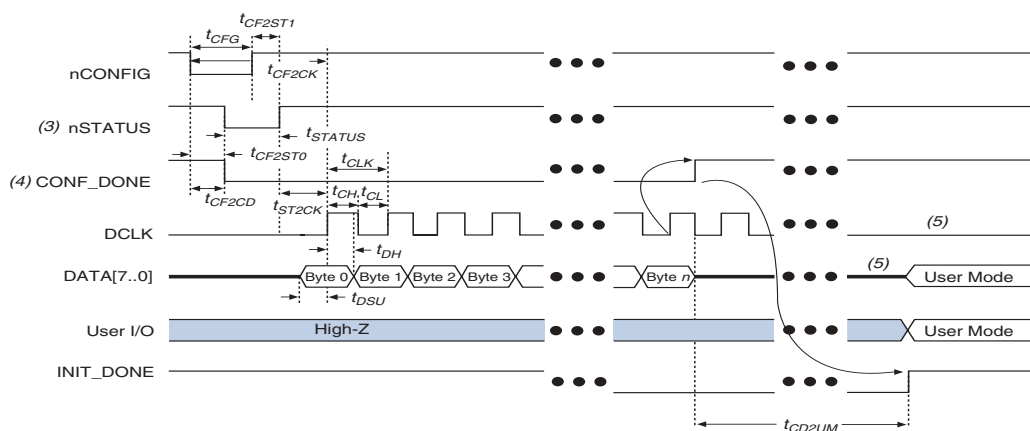 tCF2ST1
tCFG
nCONFIG
tCF2CK
(3) nSTATUS
tSTATUS
tCF2ST0
tCLK
(4) CONF_DONE
tCF2CD
tST2CK
tCH
tCL
DCLK
(5)
tDH
DATA[7..0]
Byte 0
Byte 1
Byte 2
Byte 3
Byte n
(5)
User Mode
tDSU
User I/O
High-Z
User Mode
INIT_DONE
tCD2UM